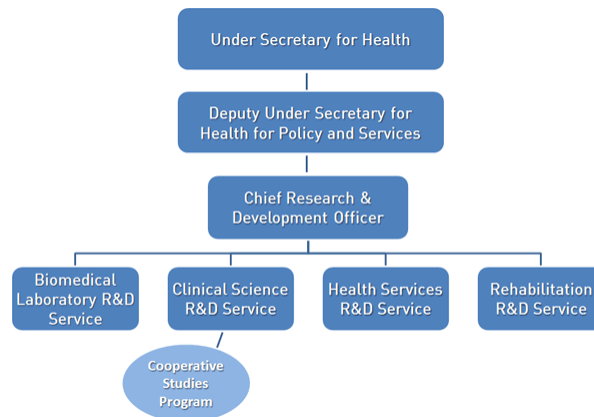 Under Secretary for Health
Deputy Under Secretary for
Health for Policy and Services
Chief Research &
Development Officer
Biomedical
Laboratory R&D
Service
Clinical Science
R&D Service
Health Services
R&D Service
Rehabilitation
R&D Service
Cooperative
Studies
Program